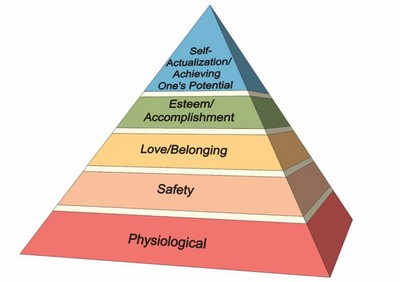 Self-
Actualization/
Achieving
One's Potential
Esteem/
Accomplishment
Love/Belonging
Safety
Physiological